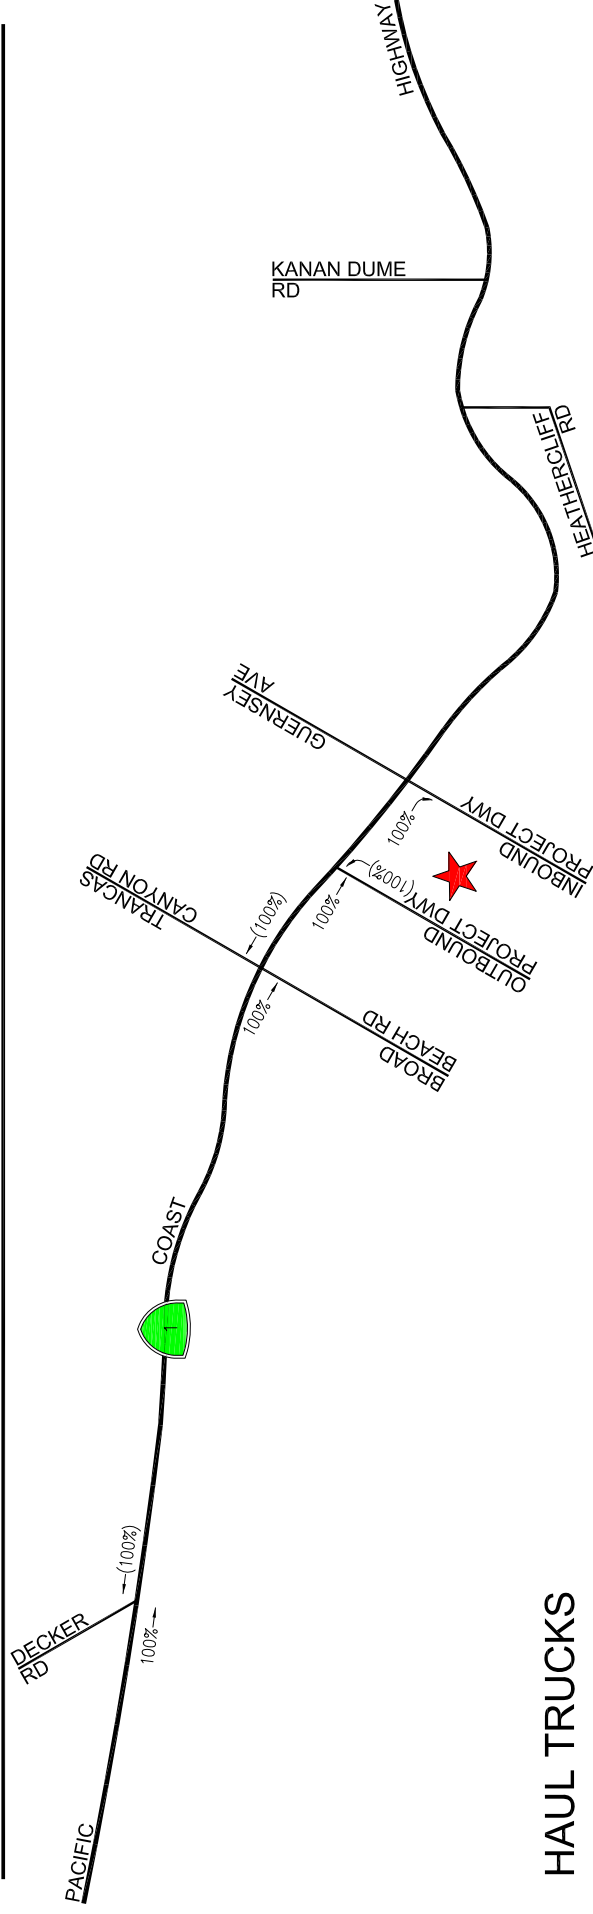 HIGHWAY
KANAN DUME
RD
HEATHERCLIFF
RD
GUERNSEY
AVE
100%
INBOUND
PROJECT DWY
(100%)
100%
OUTBOUND
PROJECT DWY
TRANCAS
CANYON RD
(100%)
100%
BROAD
BEACH RD
COAST
1
(100%)
100%
DECKER
RD
PACIFIC
HAUL TRUCKS